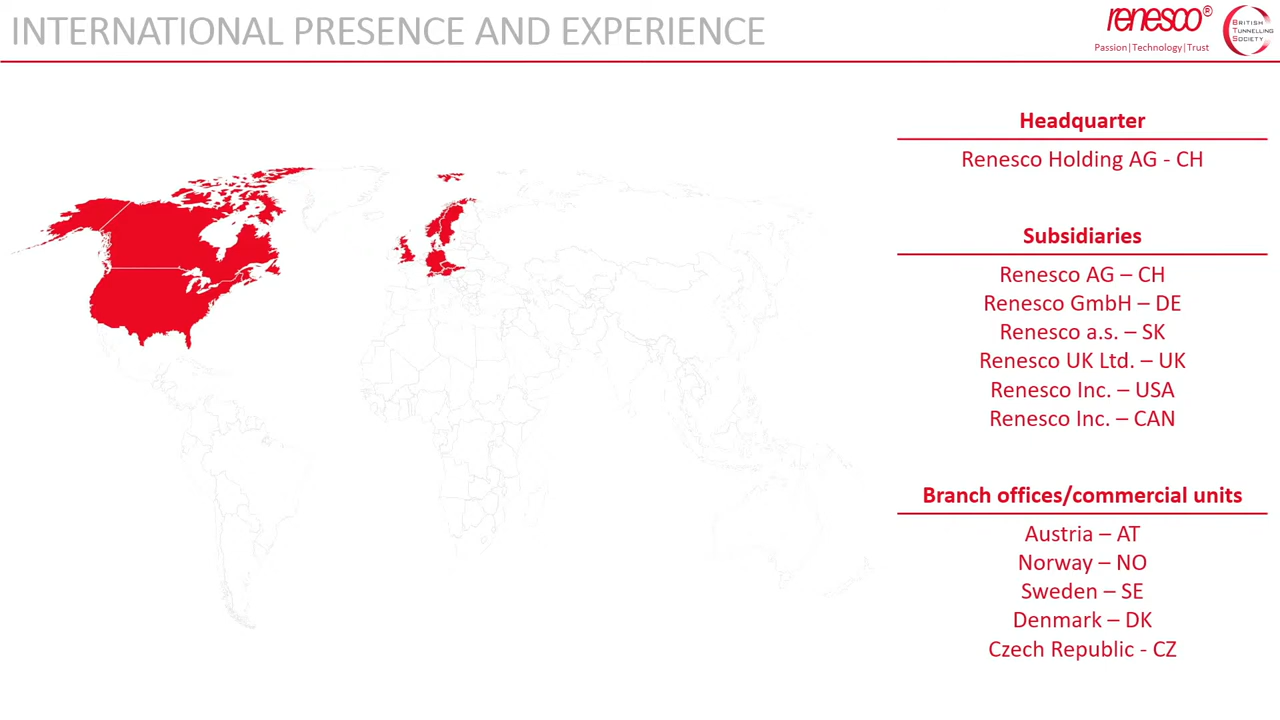 INTERNATIONAL PRESENCE AND EXPERIENCE
renesco®
Passion|Technology|Trust
BRITISH
TUNNELLING
SOCIETY
Headquarter
Renesco Holding AG - CH
Subsidiaries
Renesco AG – CH
Renesco GmbH – DE
Renesco a.s. – SK
Renesco UK Ltd. – UK
Renesco Inc. – USA
Renesco Inc. – CAN
Branch offices/commercial units
Austria – AT
Norway – NO
Sweden – SE
Denmark – DK
Czech Republic - CZ